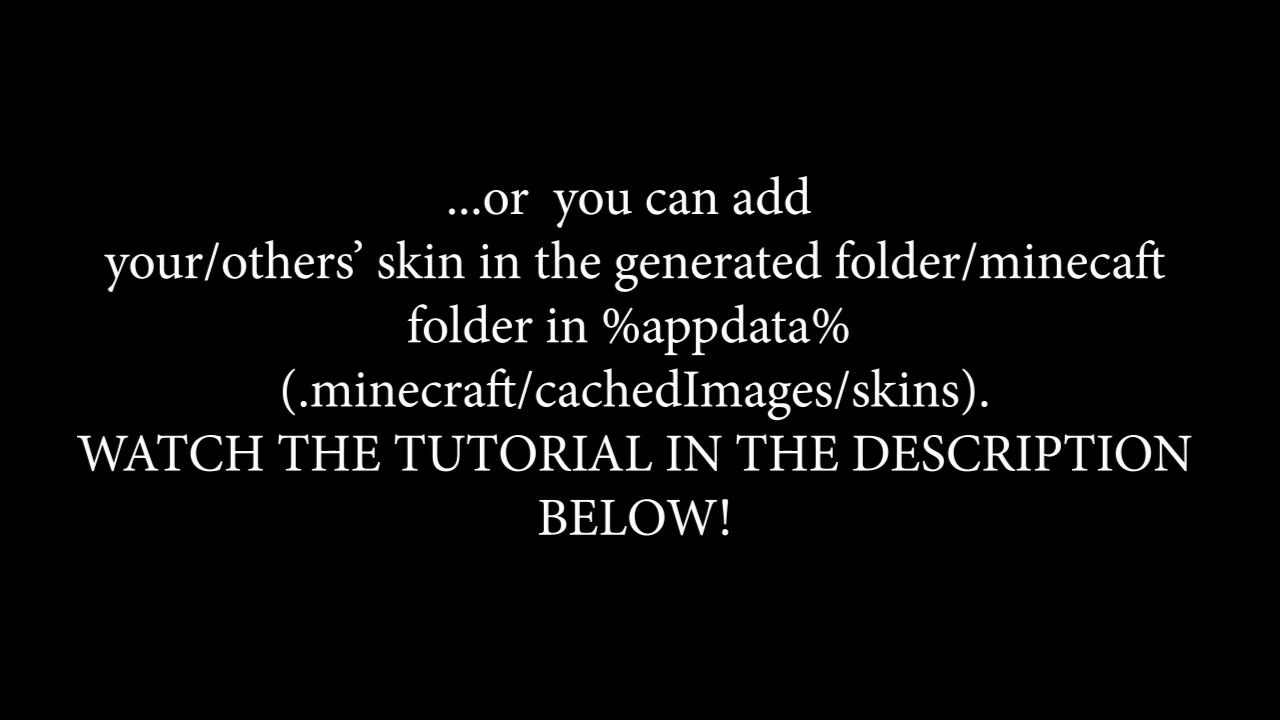 ...or  you can add
your/others’ skin in the generated folder/minecaft
folder in %appdata%
(.minecraft/cachedImages/skins).
WATCH THE TUTORIAL IN THE DESCRIPTION
BELOW!